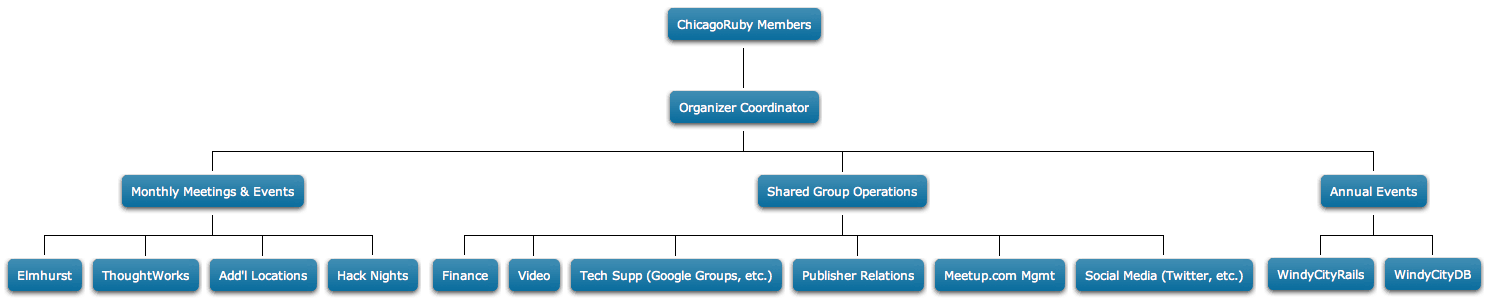 ChicagoRuby Members
Organizer Coordinator
Monthly Meetings & Events
Shared Group Operations
Annual Events
Elmhurst
ThoughtWorks
Add'l Locations
Hack Nights
Finance
Video
Tech Supp (Google Groups, etc.)
Publisher Relations
Meetup.com Mgmt
Social Media (Twitter, etc.)
WindyCityRails
WindyCityDB